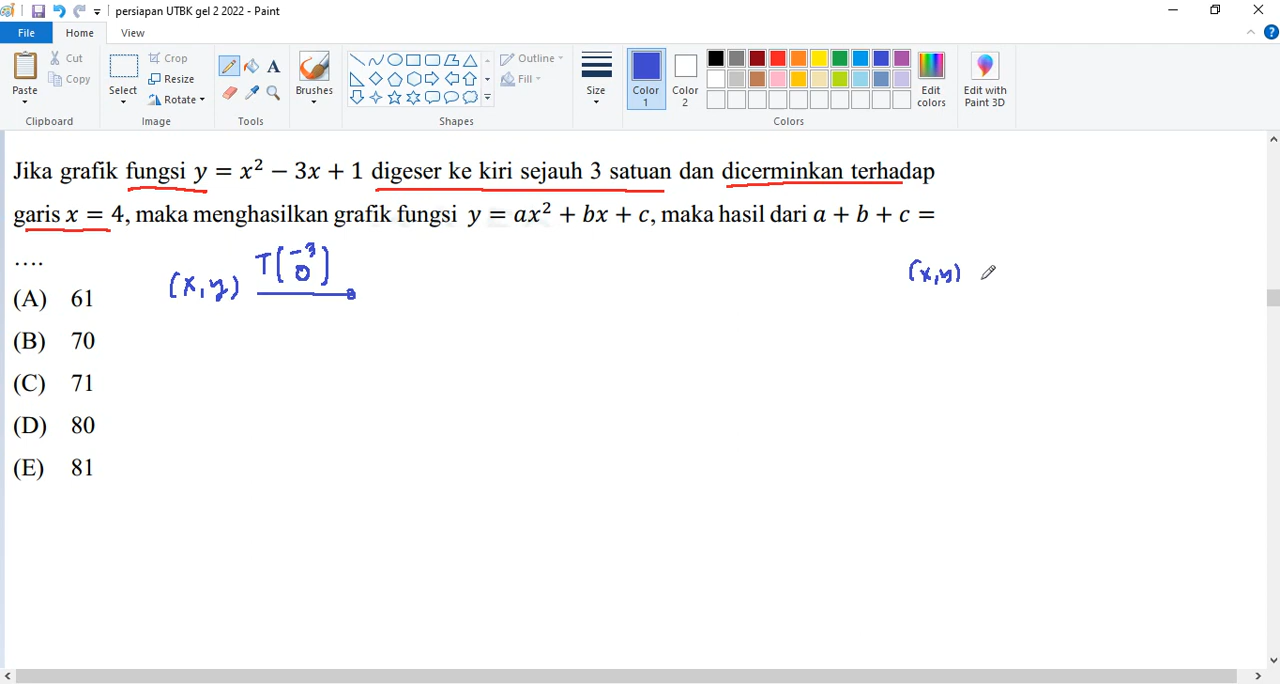 persiapan UTBK gel 2 2022 - Paint
File Home View
Paste Cut Copy
Clipboard
Select Crop Resize Rotate
Image
Tools
Brushes
Outline Fill
Shapes
Size
Color 1
Color 2
Edit colors
Edit with Paint 3D
Colors
Jika grafik fungsi y = x² − 3x + 1 digeser ke kiri sejauh 3 satuan dan dicerminkan terhadap
garis x = 4, maka menghasilkan grafik fungsi y = ax² + bx + c, maka hasil dari a + b + c =
....
(x,y) T(-3 0)
(x,y)
(A) 61
(B) 70
(C) 71
(D) 80
(E) 81